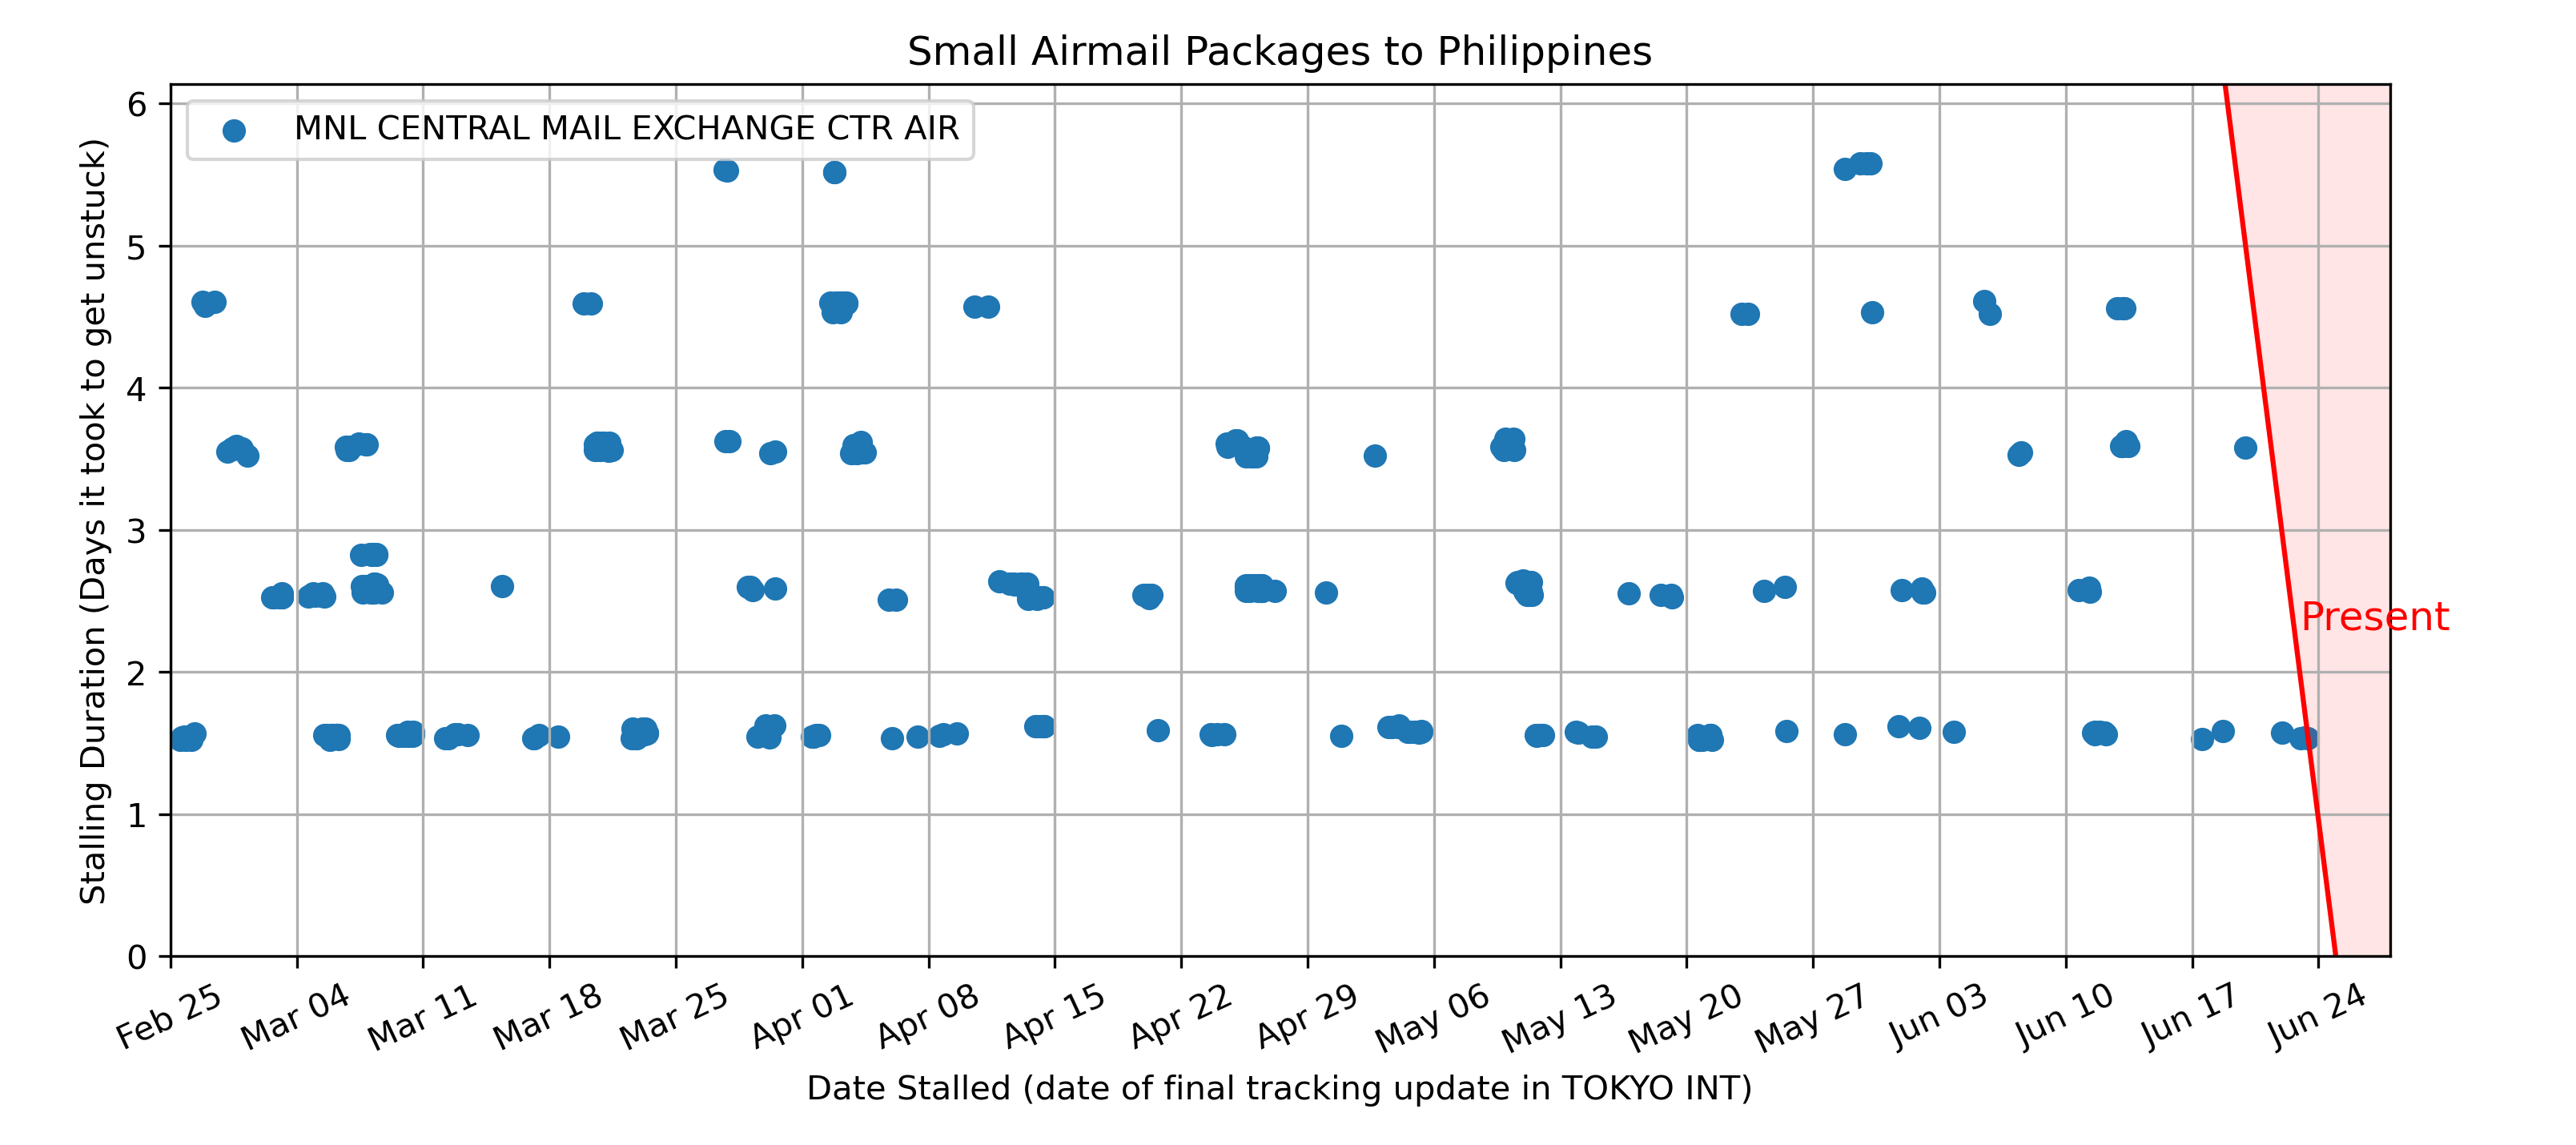 Small Airmail Packages to Philippines
MNL CENTRAL MAIL EXCHANGE CTR AIR
Stalling Duration (Days it took to get unstuck)
6
5
4
3
2
1
0
Present
Feb 25
Mar 04
Mar 11
Mar 18
Mar 25
Apr 01
Apr 08
Apr 15
Apr 22
Apr 29
May 06
May 13
May 20
May 27
Jun 03
Jun 10
Jun 17
Jun 24
Date Stalled (date of final tracking update in TOKYO INT)